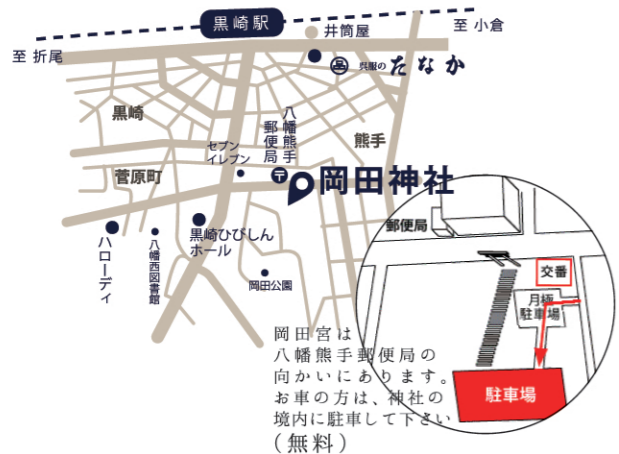 黒崎駅
井筒屋
至 小倉
至 折尾
呉服の たなか
黒崎
熊手
八幡熊手
郵便局
セブン
イレブン
菅原町
岡田神社
黒崎ひびしん
ホール
ハローデイ
八幡西図書館
岡田公園
郵便局
交番
月極
駐車場
駐車場
岡田宮は
八幡熊手郵便局の
向かいにあります。
お車の方は、神社の
境内に駐車して下さい
(無料)